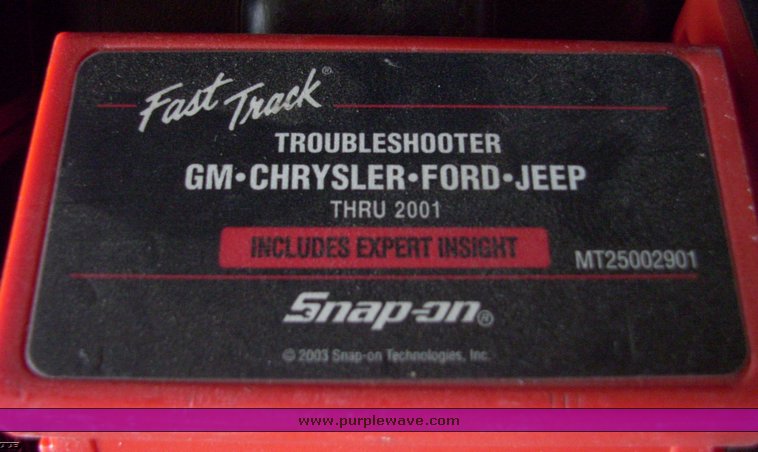 Fast Track®
TROUBLESHOOTER
GM•CHRYSLER•FORD•JEEP
THRU 2001
INCLUDES EXPERT INSIGHT
MT25002901
Snap-on®
© 2003 Snap-on Technologies, Inc.
www.purplewave.com